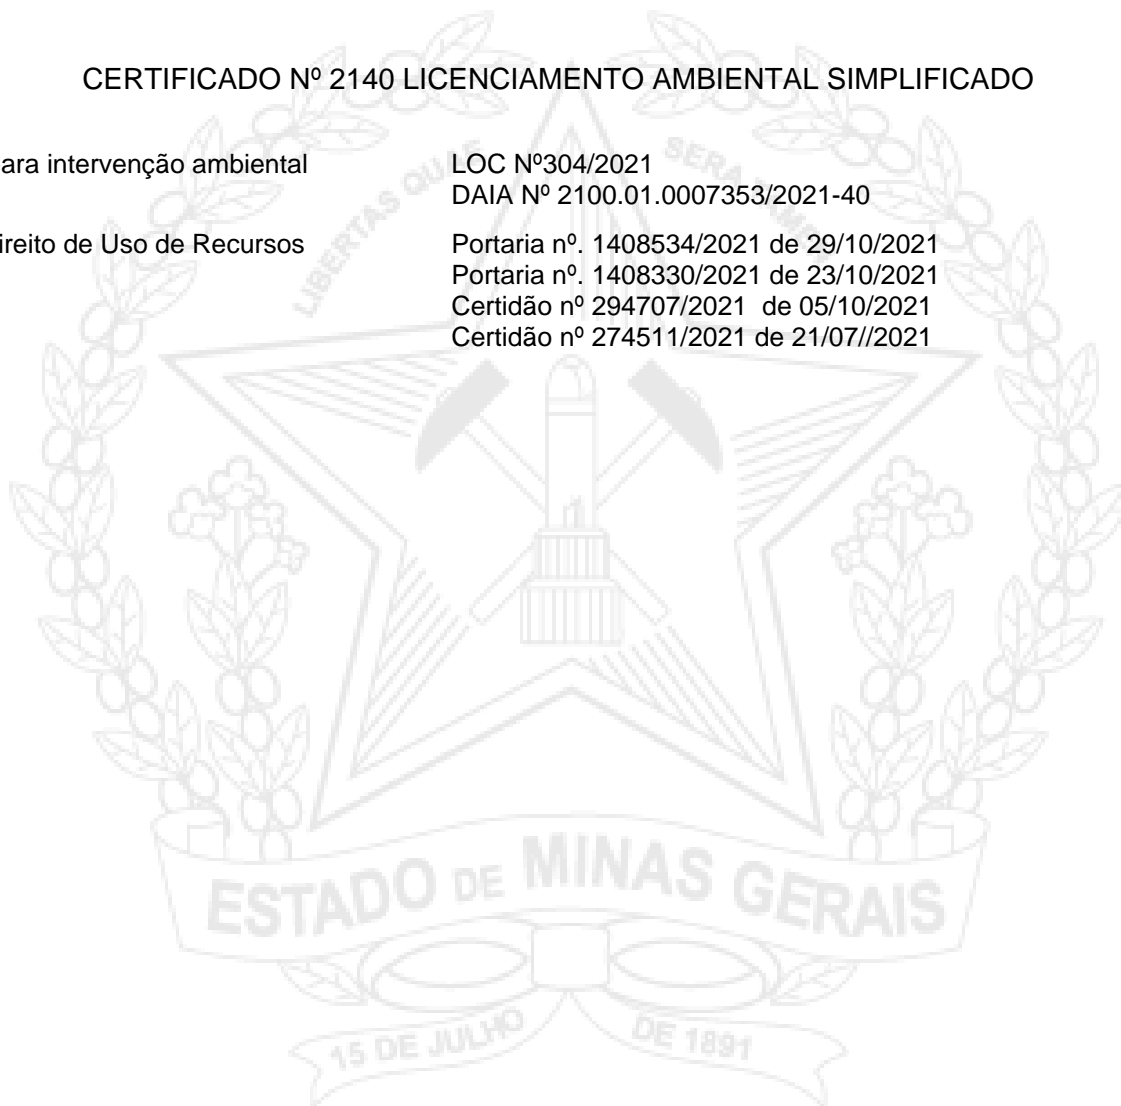 CERTIFICADO Nº 2140 LICENCIAMENTO AMBIENTAL SIMPLIFICADO
ara intervenção ambiental LOC Nº304/2021
DAIA Nº 2100.01.0007353/2021-40
ireito de Uso de Recursos Portaria nº. 1408534/2021 de 29/10/2021
Portaria nº. 1408330/2021 de 23/10/2021
Certidão nº 294707/2021 de 05/10/2021
Certidão nº 274511/2021 de 21/07//2021
LIBERTAS QUÆ SERA
ESTADO DE MINAS GERAIS
15 DE JULHO DE 1891